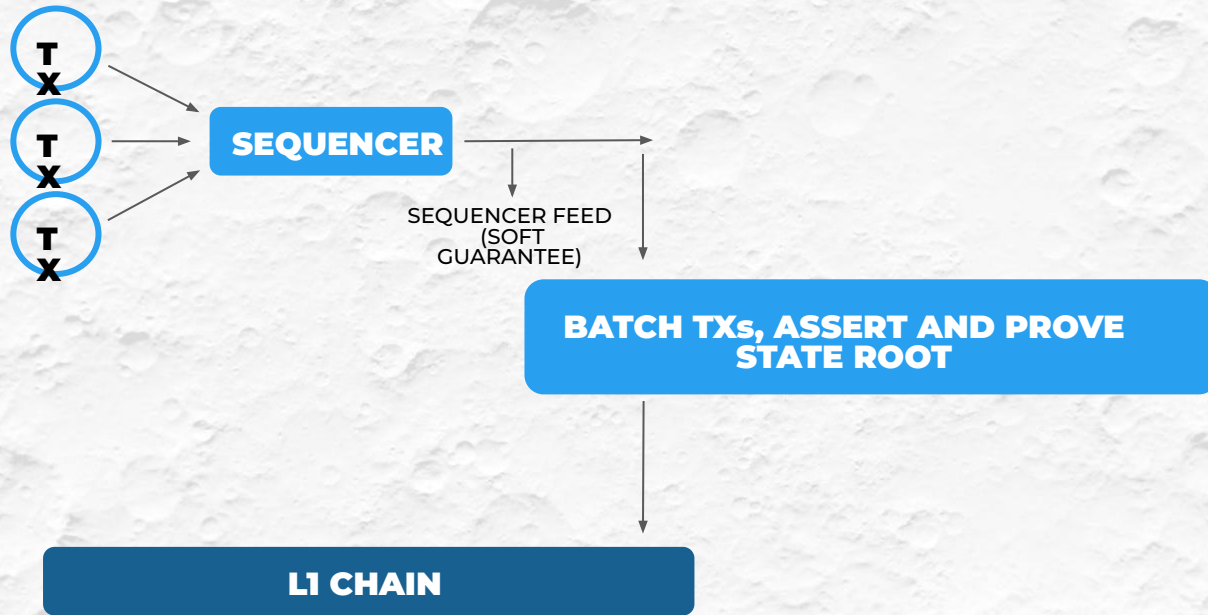 T
X
T
X
T
X
SEQUENCER
SEQUENCER FEED
(SOFT
GUARANTEE)
BATCH TXs, ASSERT AND PROVE
STATE ROOT
L1 CHAIN